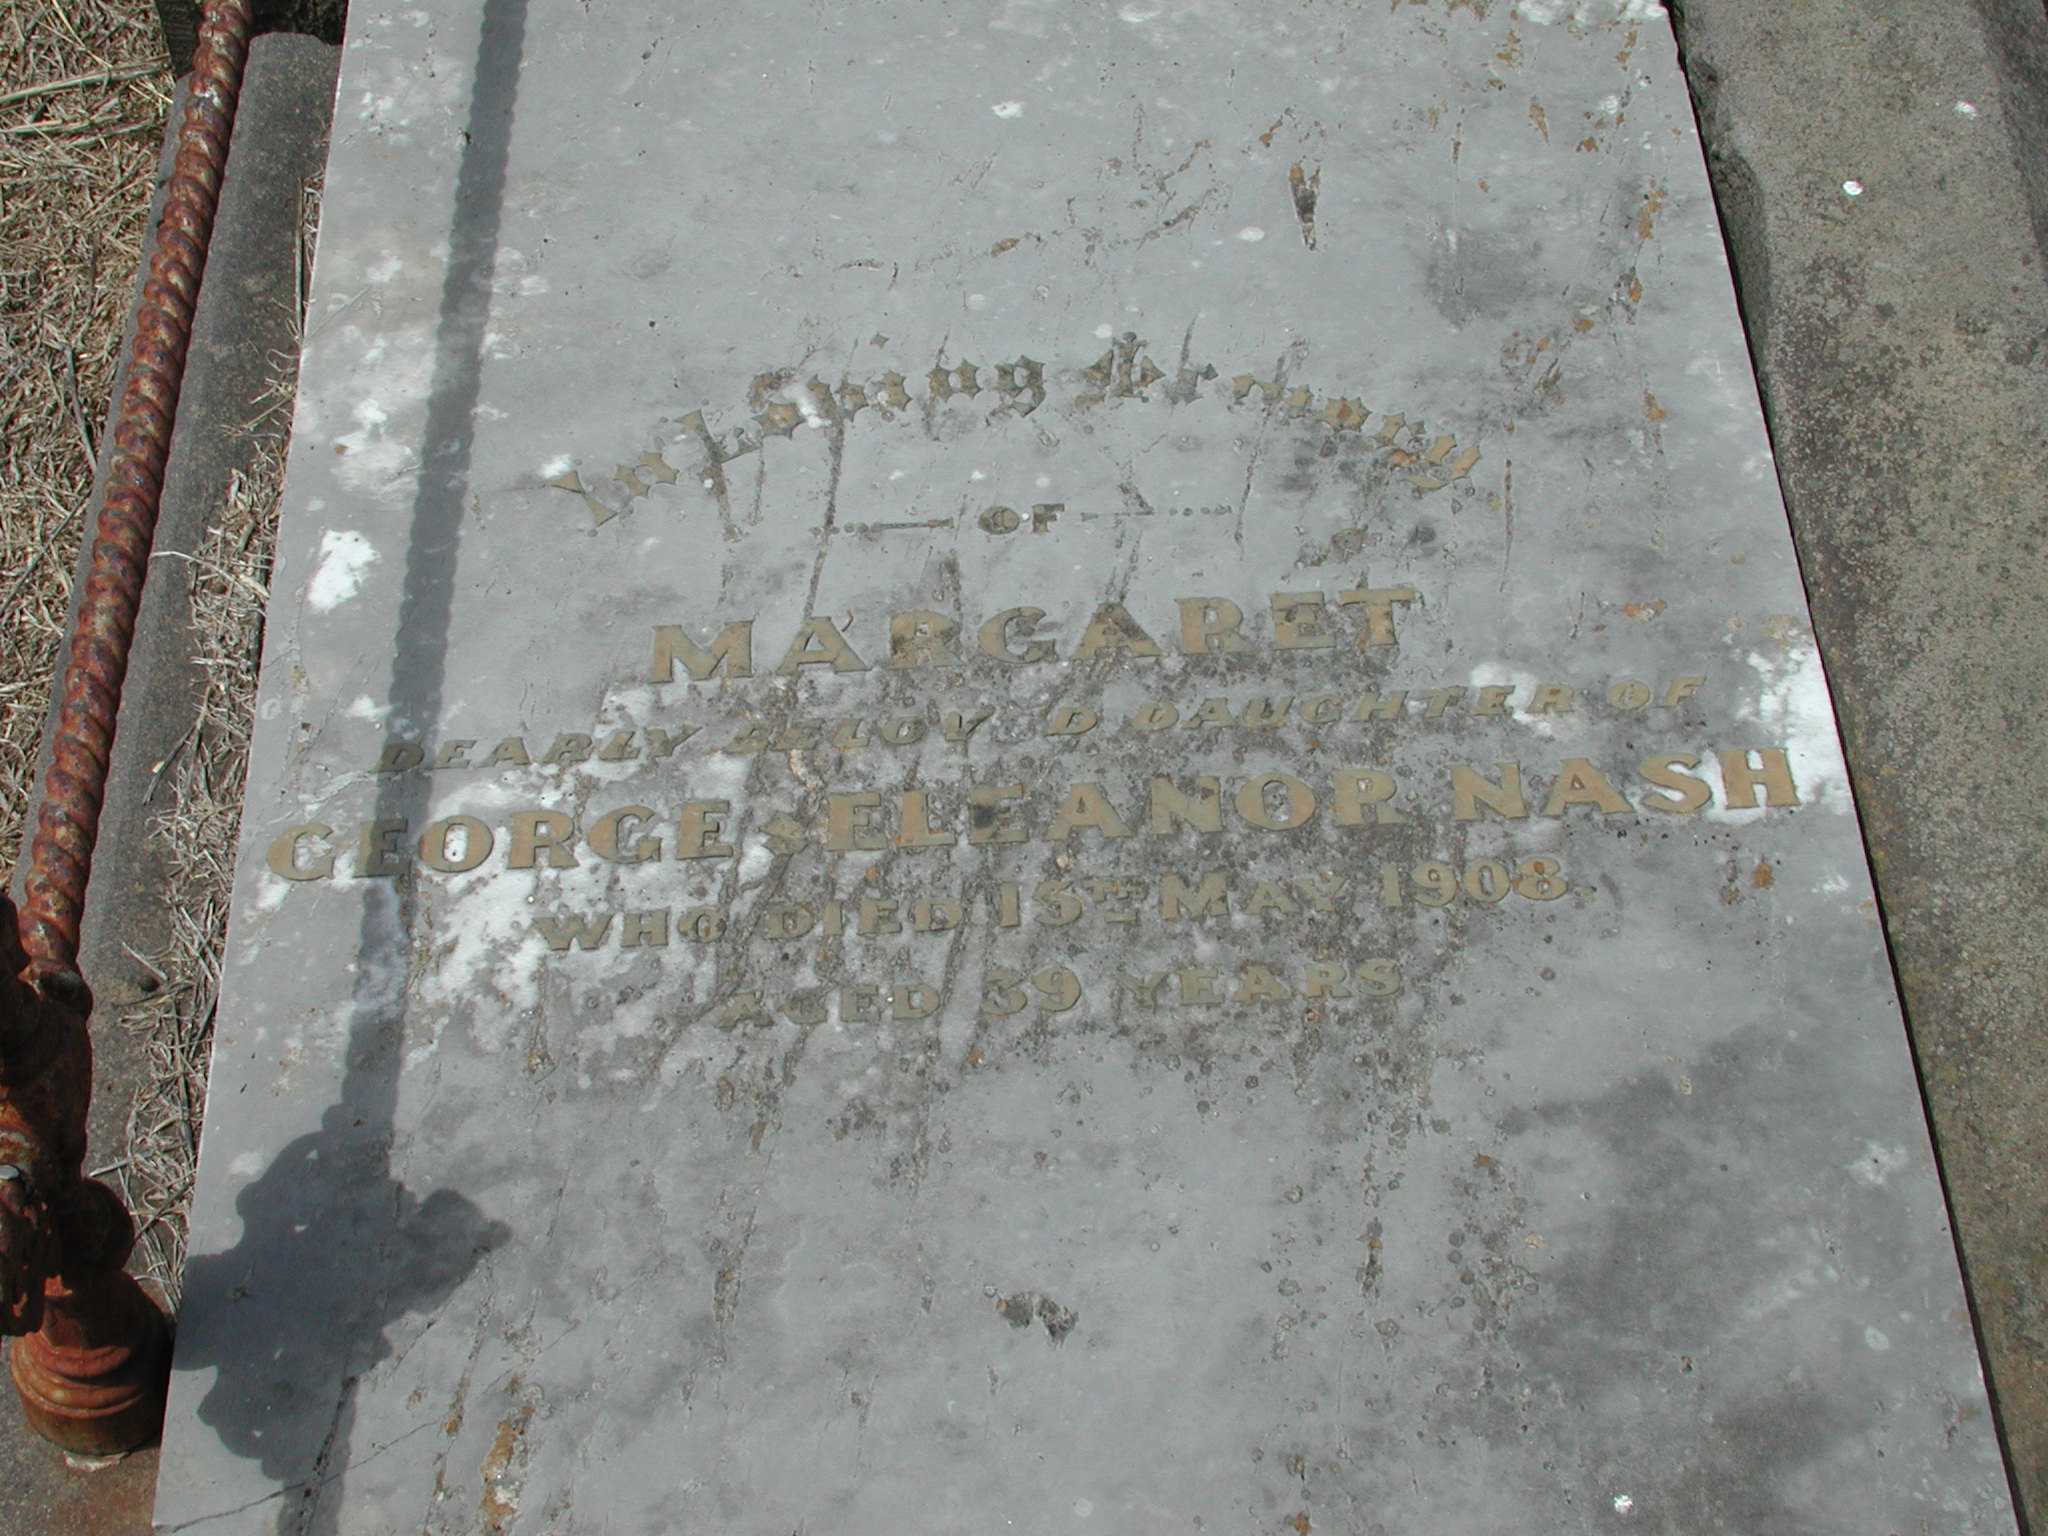 In Loving Memory
OF
MARGARET
DEARLY BELOV'D DAUGHTER OF
GEORGE & ELEANOR NASH
WHO DIED 15TH MAY 1908.
AGED 39 YEARS